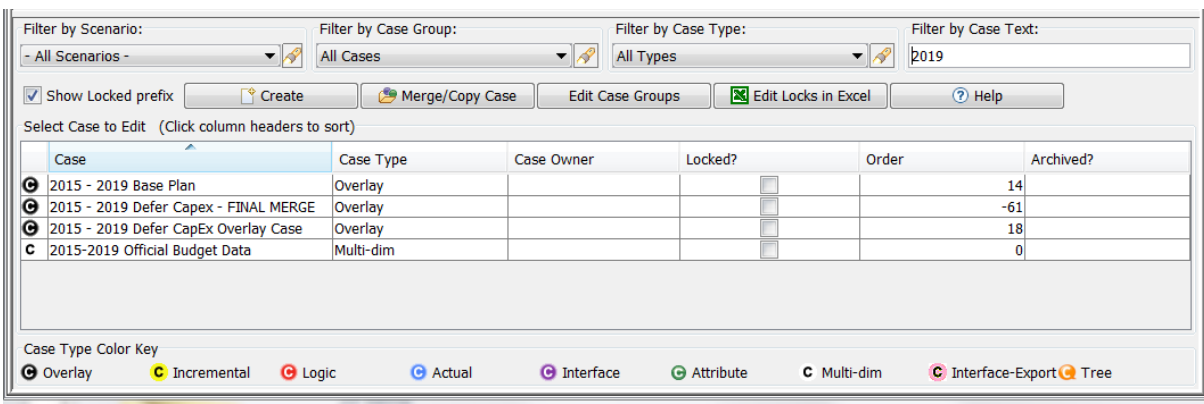 Filter by Scenario: Filter by Case Group: Filter by Case Type: Filter by Case Text:
- All Scenarios - All Cases All Types 2019
Show Locked prefix Create Merge/Copy Case Edit Case Groups Edit Locks in Excel ? Help
Select Case to Edit (Click column headers to sort)
Case Case Type Case Owner Locked? Order Archived?
C 2015 - 2019 Base Plan Overlay 14
C 2015 - 2019 Defer Capex - FINAL MERGE Overlay -61
C 2015 - 2019 Defer CapEx Overlay Case Overlay 18
C 2015-2019 Official Budget Data Multi-dim 0
Case Type Color Key
C Overlay C Incremental C Logic C Actual C Interface C Attribute C Multi-dim C Interface-Export C Tree